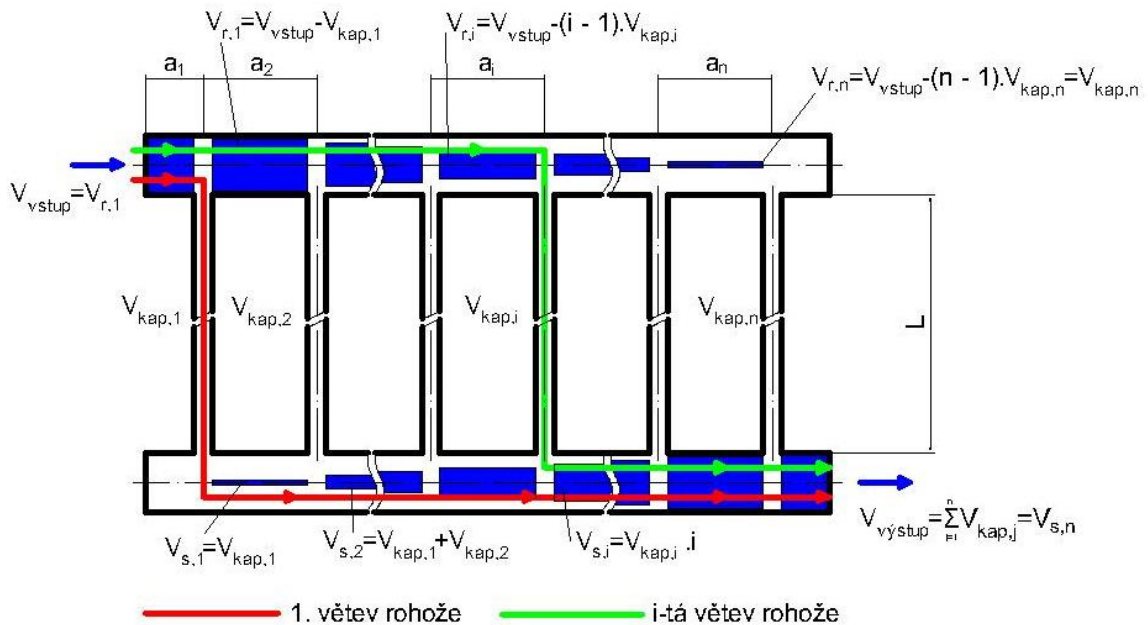 V_r,1=V_vstup-V_kap,1
V_r,i=V_vstup-(i - 1).V_kap,i
a_1
a_2
a_i
a_n
V_r,n=V_vstup-(n - 1).V_kap,n=V_kap,n
V_vstup=V_r,1
V_kap,1
V_kap,2
V_kap,i
V_kap,n
L
V_s,1=V_kap,1
V_s,2=V_kap,1+V_kap,2
V_s,i=V_kap,i .i
V_výstup=∑V_kap,j=V_s,n
1. větev rohože
i-tá větev rohože